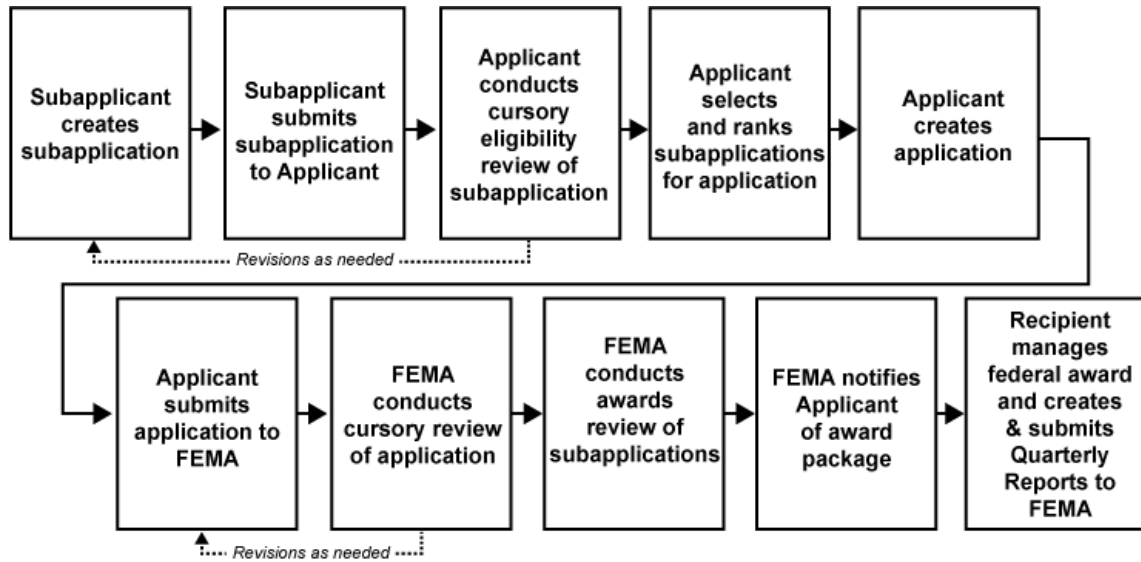 Subapplicant
creates
subapplication
Subapplicant
submits
subapplication
to Applicant
Applicant
conducts
cursory
eligibility
review of
subapplication
Applicant
selects
and ranks
subapplications
for application
Applicant
creates
application
Revisions as needed
Applicant
submits
application to
FEMA
FEMA
conducts
cursory review
of application
FEMA
conducts
awards
review of
subapplications
FEMA notifies
Applicant
of award
package
Recipient
manages
federal award
and creates
& submits
Quarterly
Reports to
FEMA
Revisions as needed